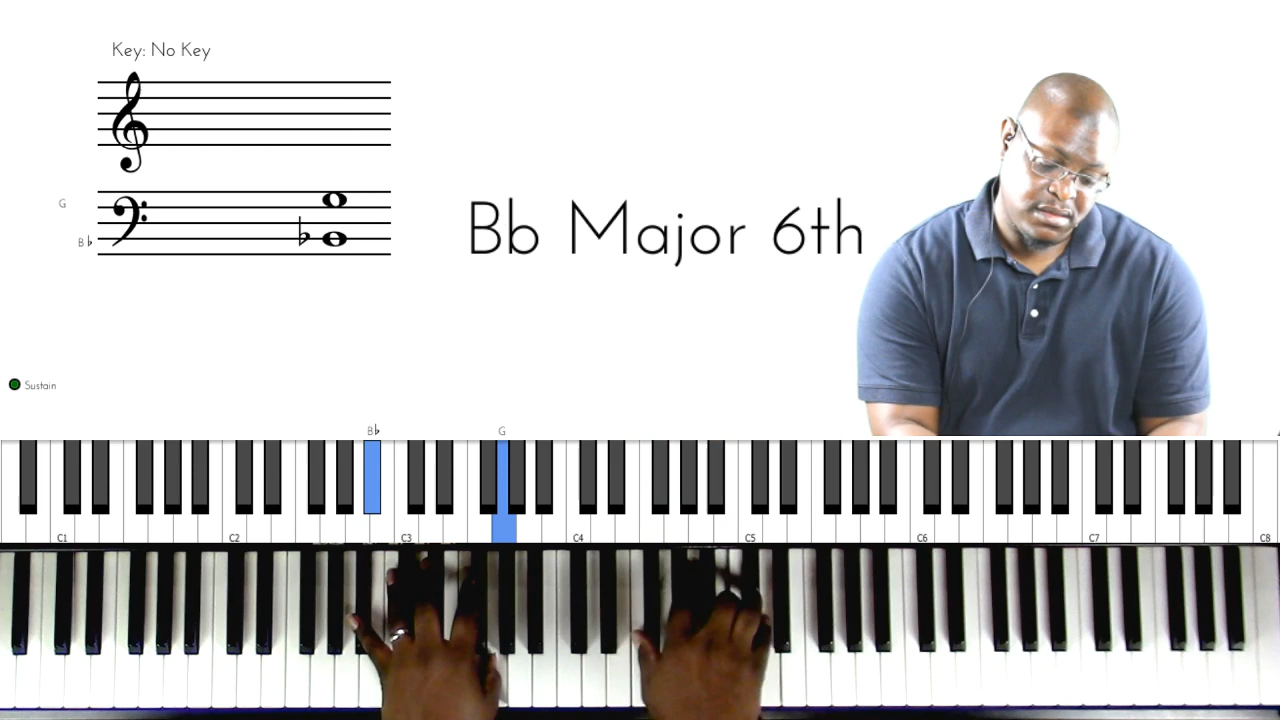 Key: No Key
G
B♭
Bb Major 6th
Sustain
B♭ G
C1 C2 C3 C4 C5 C6 C7 C8